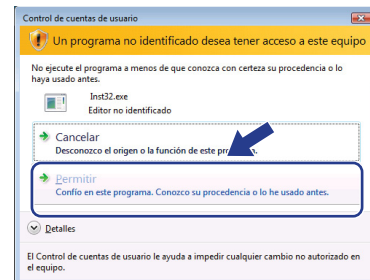 Control de cuentas de usuario
Un programa no identificado desea tener acceso a este equipo
No ejecute el programa a menos de que conozca con certeza su procedencia o lo
haya usado antes.
Inst32.exe
Editor no identificado
Cancelar
Desconozco el origen o la función de este
Permitir
Confío en este programa. Conozco su procedencia o lo he usado antes.
Detalles
El Control de cuentas de usuario le ayuda a impedir cualquier cambio no autorizado en
el equipo.